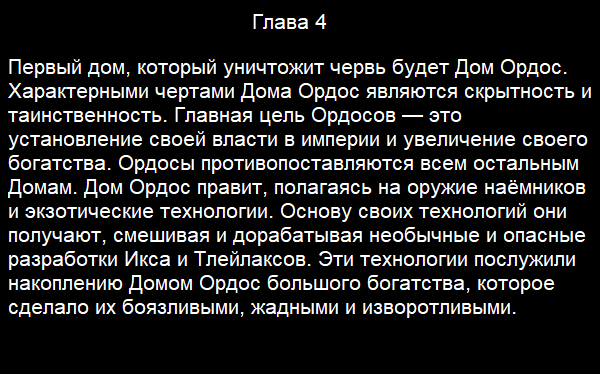 Глава 4
Первый дом, который уничтожит червь будет Дом Ордос.
Характерными чертами Дома Ордос являются скрытность и
таинственность. Главная цель Ордосов — это
установление своей власти в империи и увеличение своего
богатства. Ордосы противопоставляются всем остальным
Домам. Дом Ордос правит, полагаясь на оружие наёмников
и экзотические технологии. Основу своих технологий они
получают, смешивая и дорабатывая необычные и опасные
разработки Икса и Тлейлаксов. Эти технологии послужили
накоплению Домом Ордос большого богатства, которое
сделало их боязливыми, жадными и изворотливыми.